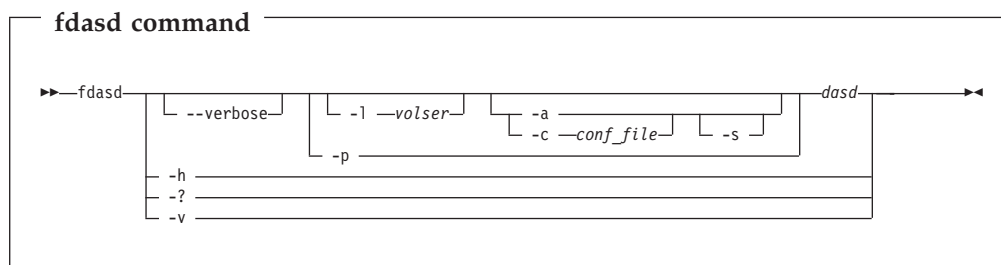 fdasd command
fdasd dasd
--verbose -l volser -a
-c conf_file -s
-p
-h
-?
-v